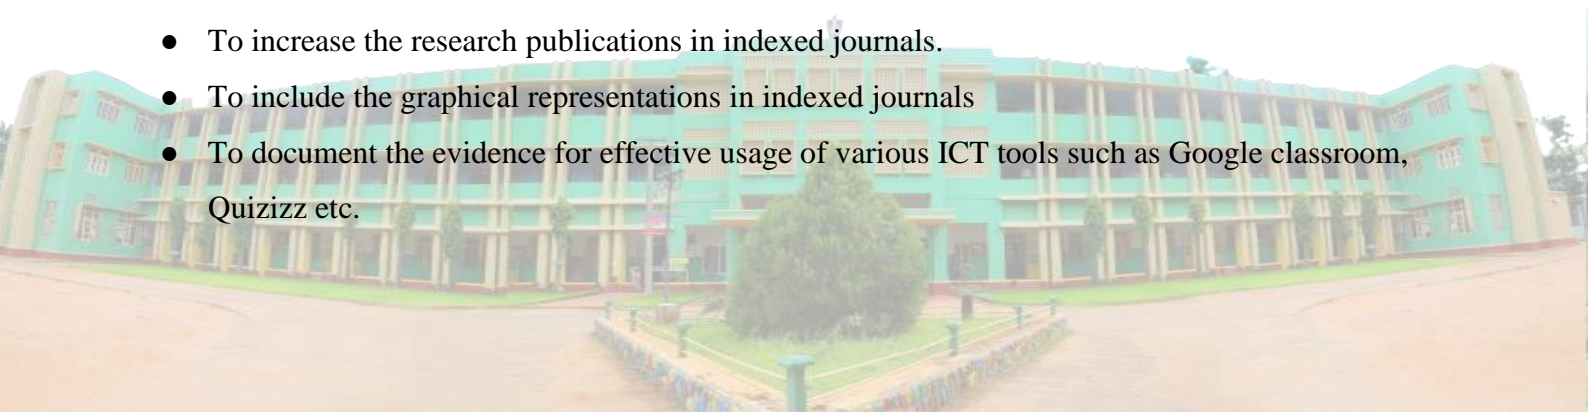 ● To increase the research publications in indexed journals.
● To include the graphical representations in indexed journals
● To document the evidence for effective usage of various ICT tools such as Google classroom,
Quizizz etc.